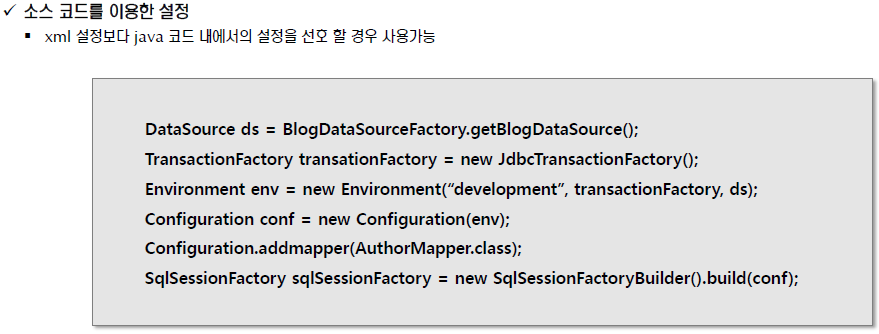 ✓ 소스 코드를 이용한 설정
▪ xml 설정보다 java 코드 내에서의 설정을 선호 할 경우 사용가능
DataSource ds = BlogDataSourceFactory.getBlogDataSource();
TransactionFactory transationFactory = new JdbcTransactionFactory();
Environment env = new Environment(“development”, transactionFactory, ds);
Configuration conf = new Configuration(env);
Configuration.addmapper(AuthorMapper.class);
SqlSessionFactory sqlSessionFactory = new SqlSessionFactoryBuilder().build(conf);